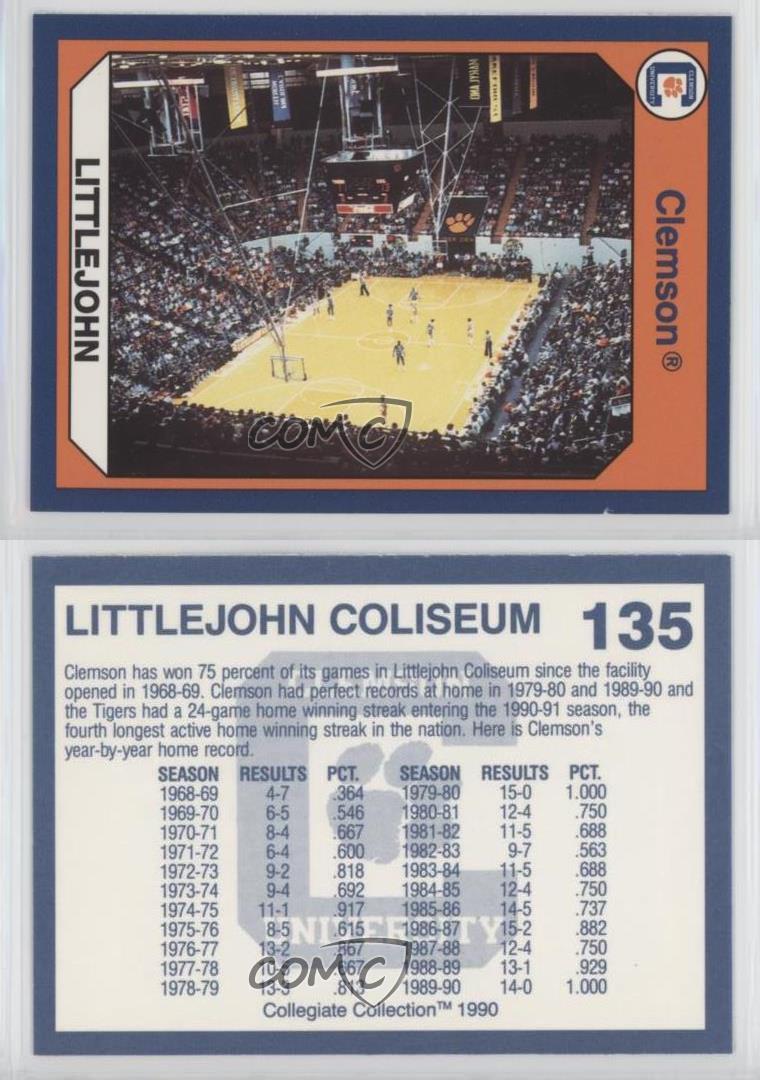 LITTLEJOHN
Clemson®
CLEMSON
UNIVERSITY
MARYLAND
COMC
LITTLEJOHN COLISEUM 135
Clemson has won 75 percent of its games in Littlejohn Coliseum since the facility
opened in 1968-69. Clemson had perfect records at home in 1979-80 and 1989-90 and
the Tigers had a 24-game home winning streak entering the 1990-91 season, the
fourth longest active home winning streak in the nation. Here is Clemson's
year-by-year home record.
SEASON RESULTS PCT. SEASON RESULTS PCT.
1968-69 4-7 .364 1979-80 15-0 1.000
1969-70 6-5 .546 1980-81 12-4 .750
1970-71 8-4 .667 1981-82 11-5 .688
1971-72 6-4 .600 1982-83 9-7 .563
1972-73 9-2 .818 1983-84 11-5 .688
1973-74 9-4 .692 1984-85 12-4 .750
1974-75 11-1 .917 1985-86 14-5 .737
1975-76 8-5 .615 1986-87 15-2 .882
1976-77 13-2 .867 1987-88 12-4 .750
1977-78 .667 1988-89 13-1 .929
1978-79 13-3 .813 1989-90 14-0 1.000
CLEMSON
UNIVERSITY
COMC
Collegiate Collection™ 1990